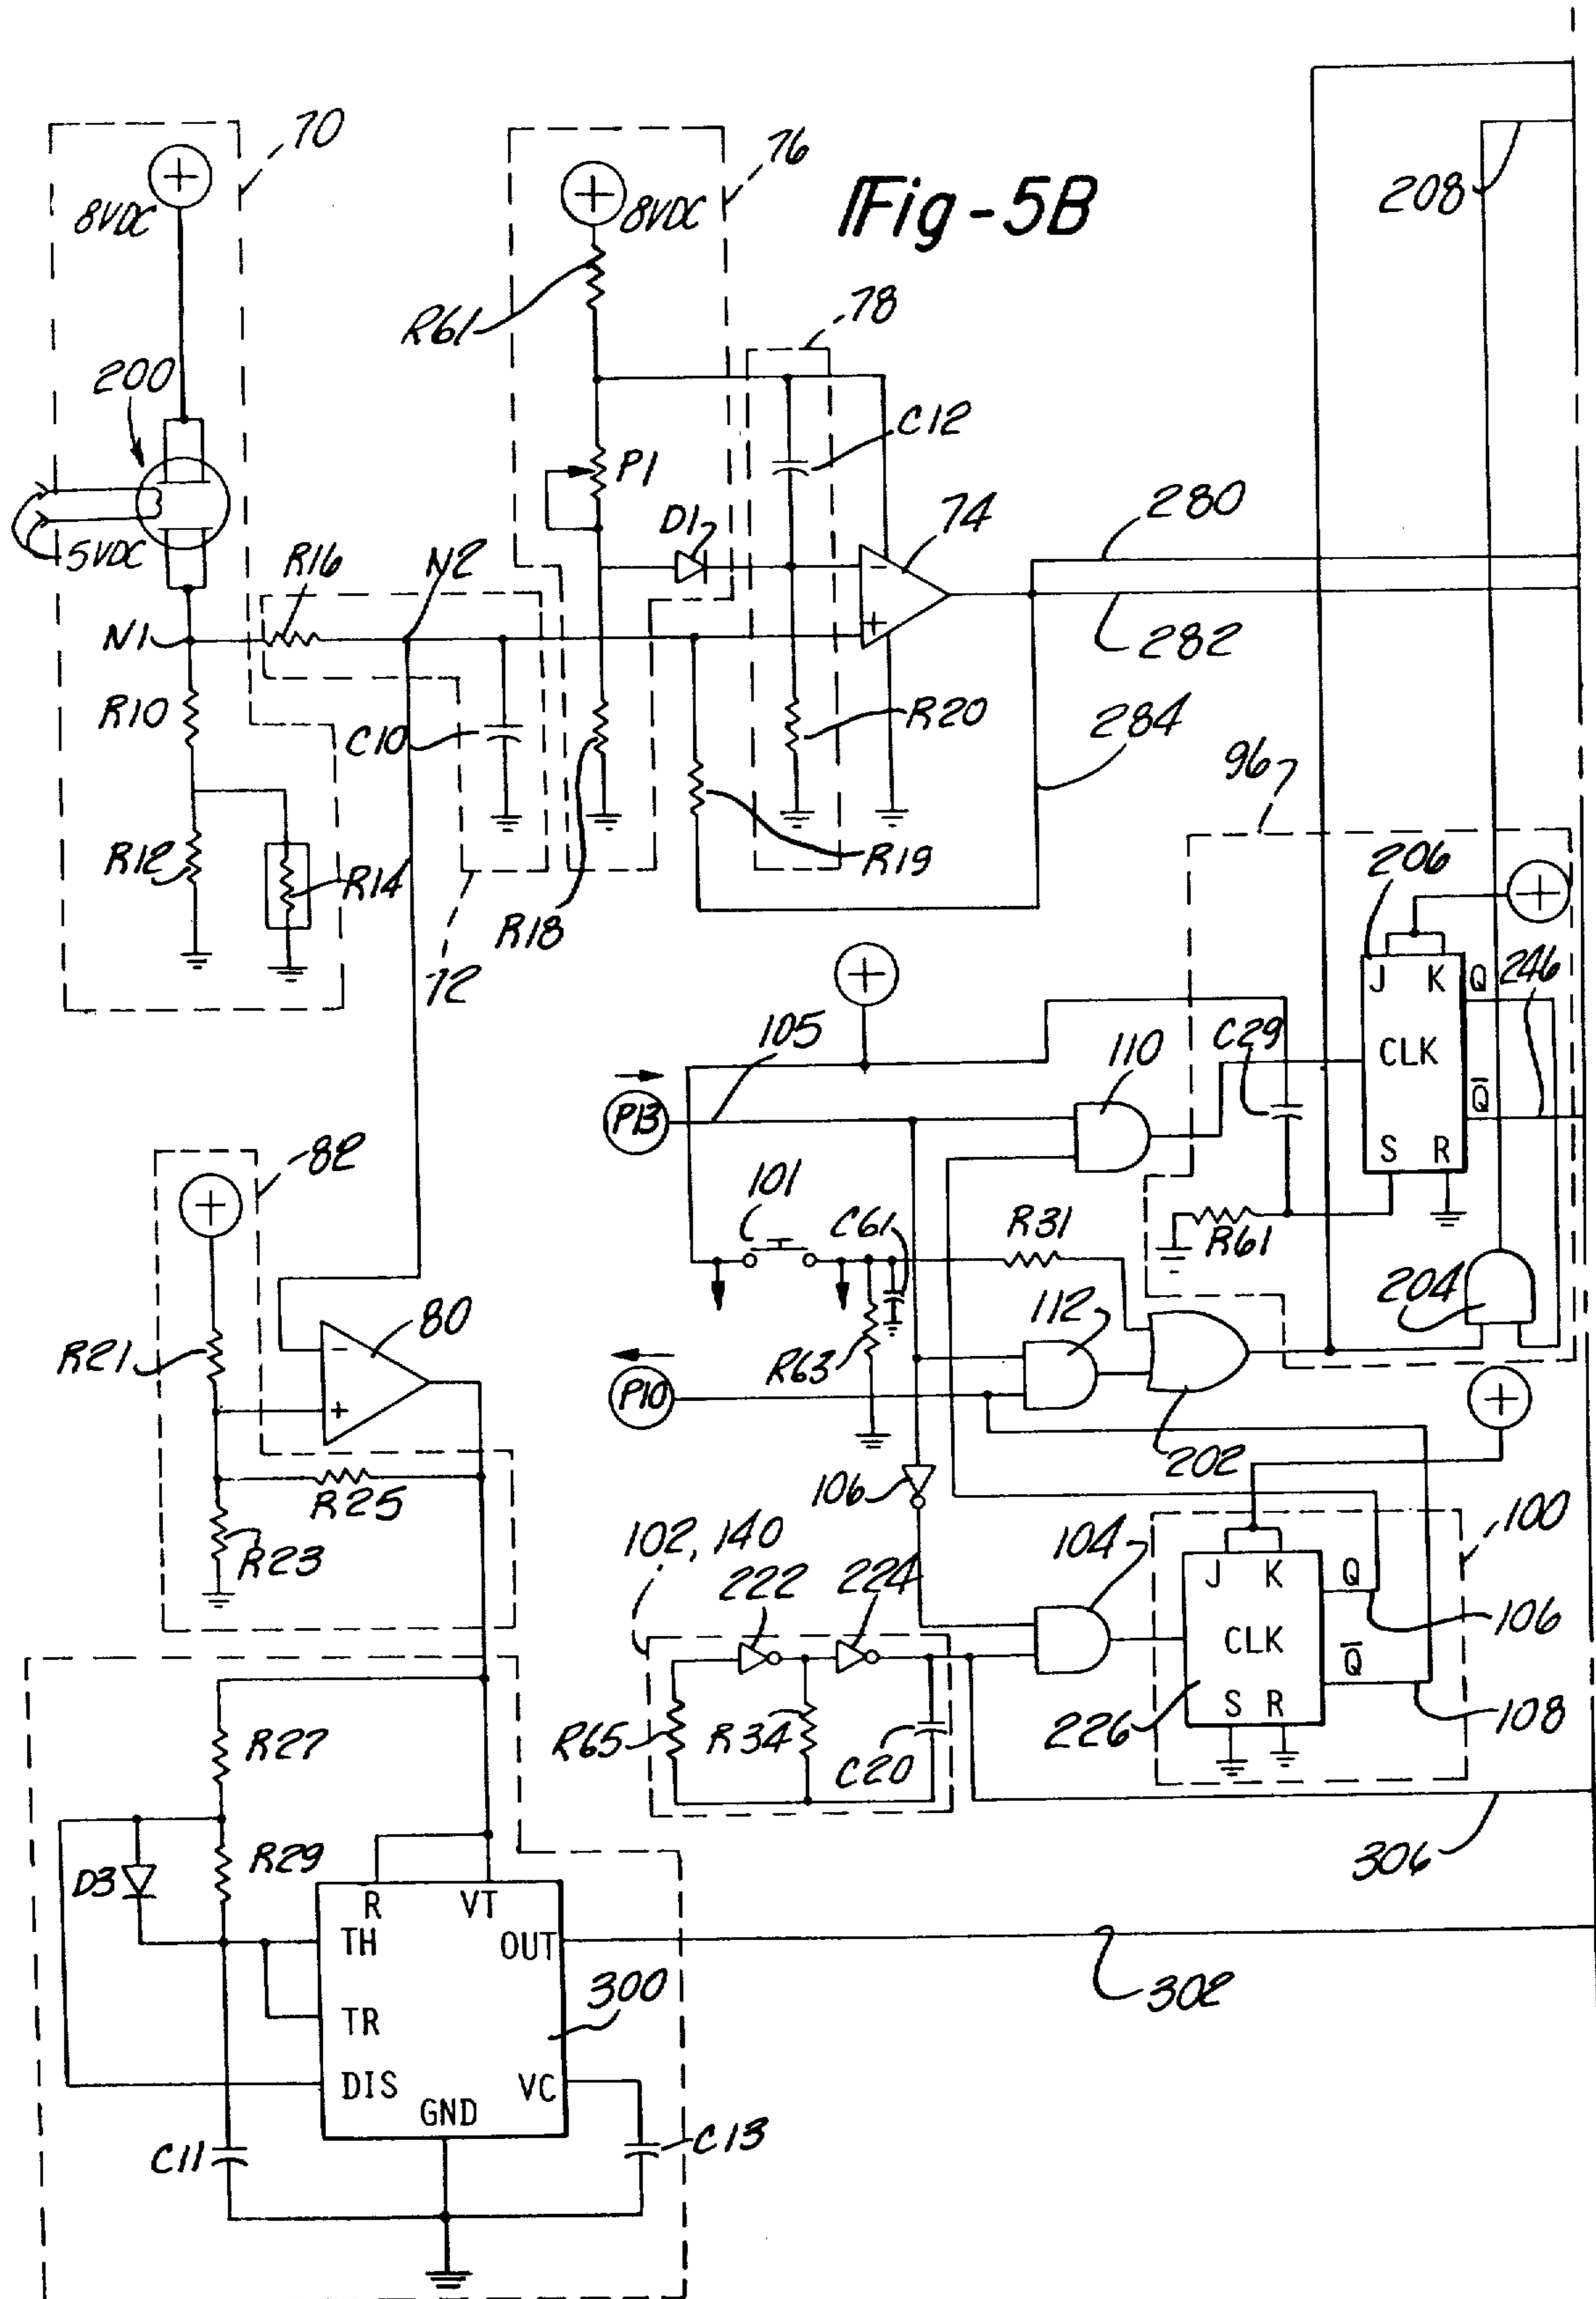 Fig-5B
70
8VDC
200
5VDC
N1
R16
N2
R10
C10
R12
R14
72
76
8VDC
R61
78
C12
P1
D1
74
280
282
R20
284
R19
R18
208
96
206
J K Q
246
CLK
Q̅
S R
C29
R61
204
105
110
P13
101
C61
R31
112
R63
P10
202
82
R21
80
R25
R23
106
102, 140
222
224
104
100
J K Q
106
CLK
Q̅
S R
108
226
R65
R34
C20
306
R27
R29
D3
R VT
TH
OUT
TR
300
302
DIS
VC
GND
C11
C13
+
+
+
+
+
+
-
+
-
+